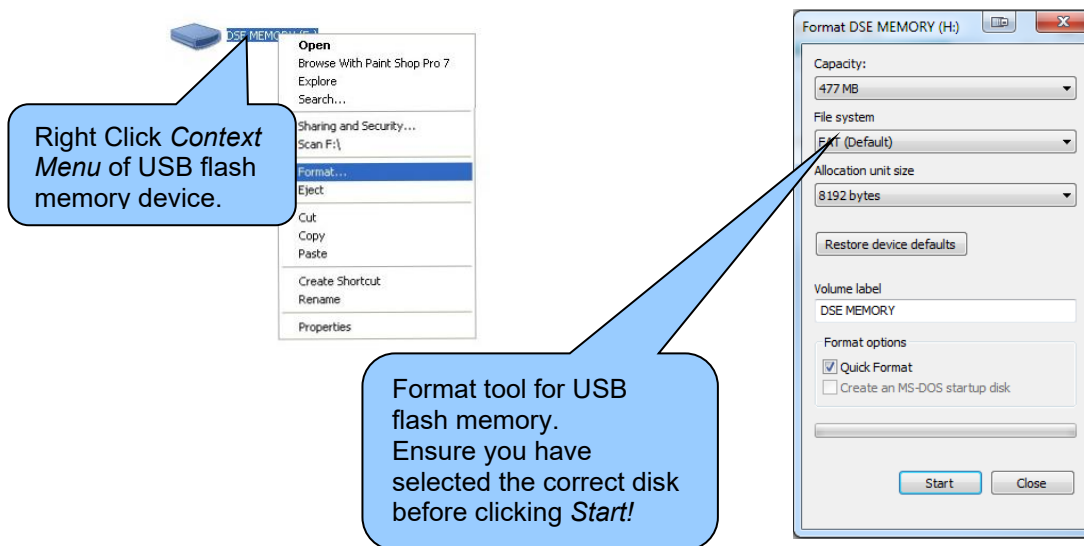 DSE MEMORY (F:)
Open
Browse With Paint Shop Pro 7
Explore
Search...
Sharing and Security...
Scan F:\
Format...
Eject
Cut
Copy
Paste
Create Shortcut
Rename
Properties
Right Click Context
Menu of USB flash
memory device.
Format tool for USB
flash memory.
Ensure you have
selected the correct disk
before clicking Start!
Format DSE MEMORY (H:)
Capacity:
477 MB
File system
FAT (Default)
Allocation unit size
8192 bytes
Restore device defaults
Volume label
DSE MEMORY
Format options
Quick Format
Create an MS-DOS startup disk
Start
Close